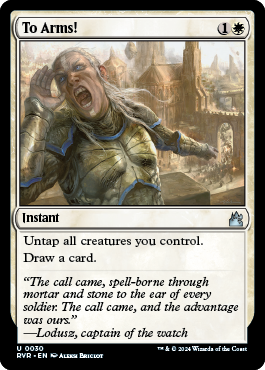 To Arms! 1
Instant
Untap all creatures you control.
Draw a card.
“The call came, spell-borne through
mortar and stone to the ear of every
soldier. The call came, and the advantage
was ours.”
—Lodusz, captain of the watch
U 0030
RVR • EN Aleksi Briclot
™ & © 2024 Wizards of the Coast